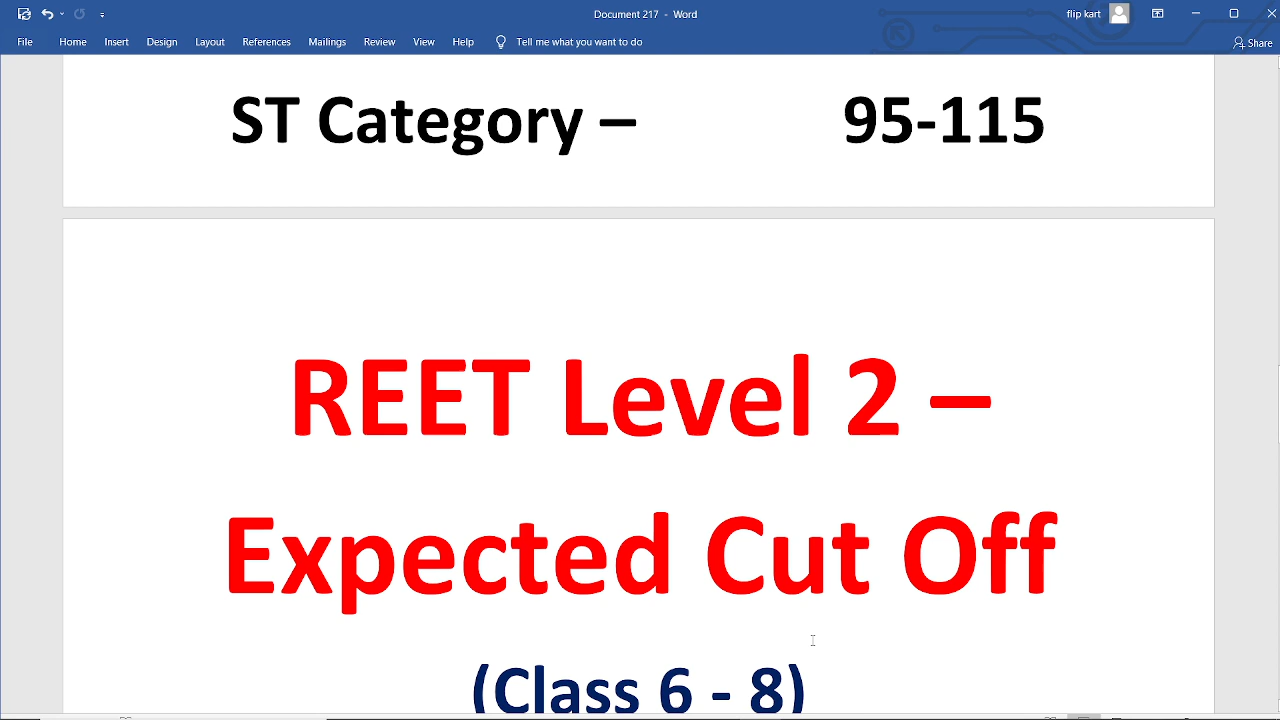 Document 217 - Word
flip kart
File Home Insert Design Layout References Mailings Review View Help Tell me what you want to do
Share
ST Category – 95-115
REET Level 2 –
Expected Cut Off
(Class 6 - 8)